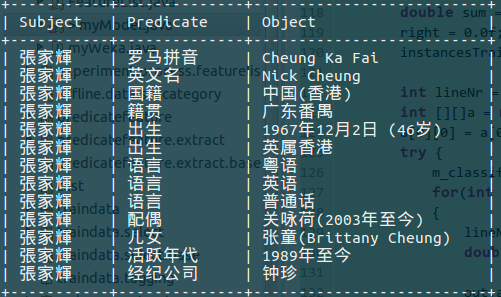 | Subject | Predicate | Object |
| 張家輝 | 罗马拼音 | Cheung Ka Fai |
| 張家輝 | 英文名 | Nick Cheung |
| 張家輝 | 国籍 | 中国(香港) |
| 張家輝 | 籍贯 | 广东番禺 |
| 張家輝 | 出生 | 1967年12月2日 (46岁) |
| 張家輝 | 出生 | 英属香港 |
| 張家輝 | 语言 | 粤语 |
| 張家輝 | 语言 | 英语 |
| 張家輝 | 语言 | 普通话 |
| 張家輝 | 配偶 | 关咏荷(2003年至今) |
| 張家輝 | 儿女 | 张童(Brittany Cheung) |
| 張家輝 | 活跃年代 | 1989年至今 |
| 張家輝 | 经纪公司 | 钟珍 |